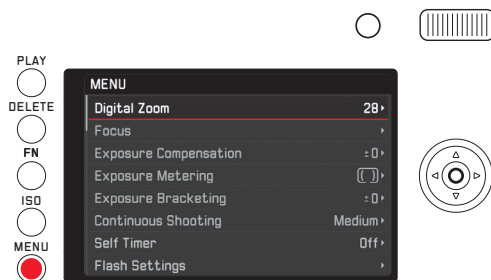 PLAY
DELETE
FN
ISO
MENU
MENU
Digital Zoom 28
Focus
Exposure Compensation ±0
Exposure Metering
Exposure Bracketing ±0
Continuous Shooting Medium
Self Timer Off
Flash Settings